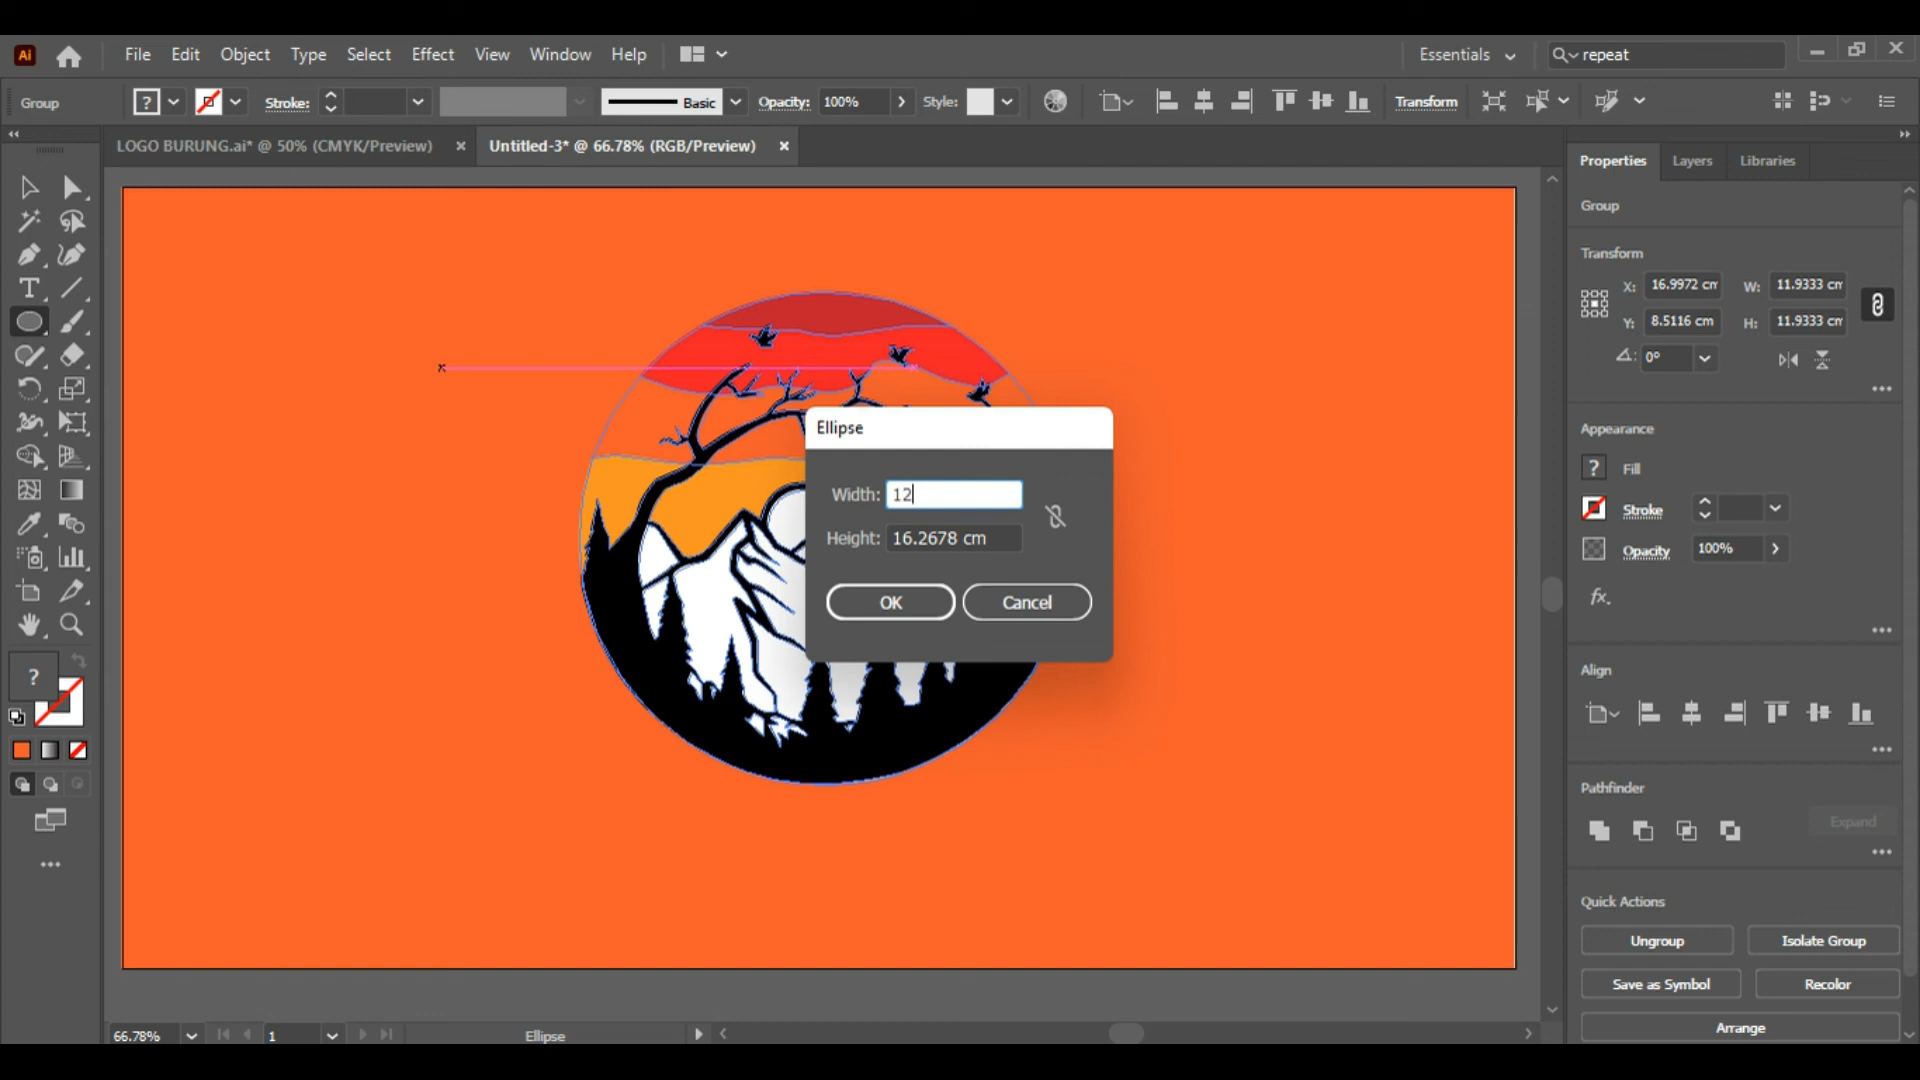 Ai File Edit Object Type Select Effect View Window Help Essentials repeat
Group ? Stroke: Basic Opacity: 100% Style: Transform
LOGO BURUNG.ai* @ 50% (CMYK/Preview) × Untitled-3* @ 66.78% (RGB/Preview) ×
Properties Layers Libraries
Group
Transform
X: 16.9972 cm W: 11.9333 cm
Y: 8.5116 cm H: 11.9333 cm
0°
Appearance
? Fill
Stroke
Opacity 100%
fx.
Align
Pathfinder
Expand
Quick Actions
Ungroup Isolate Group
Save as Symbol Recolor
Arrange
T
?
Ellipse
Width: 12
Height: 16.2678 cm
OK Cancel
66.78% 1 Ellipse